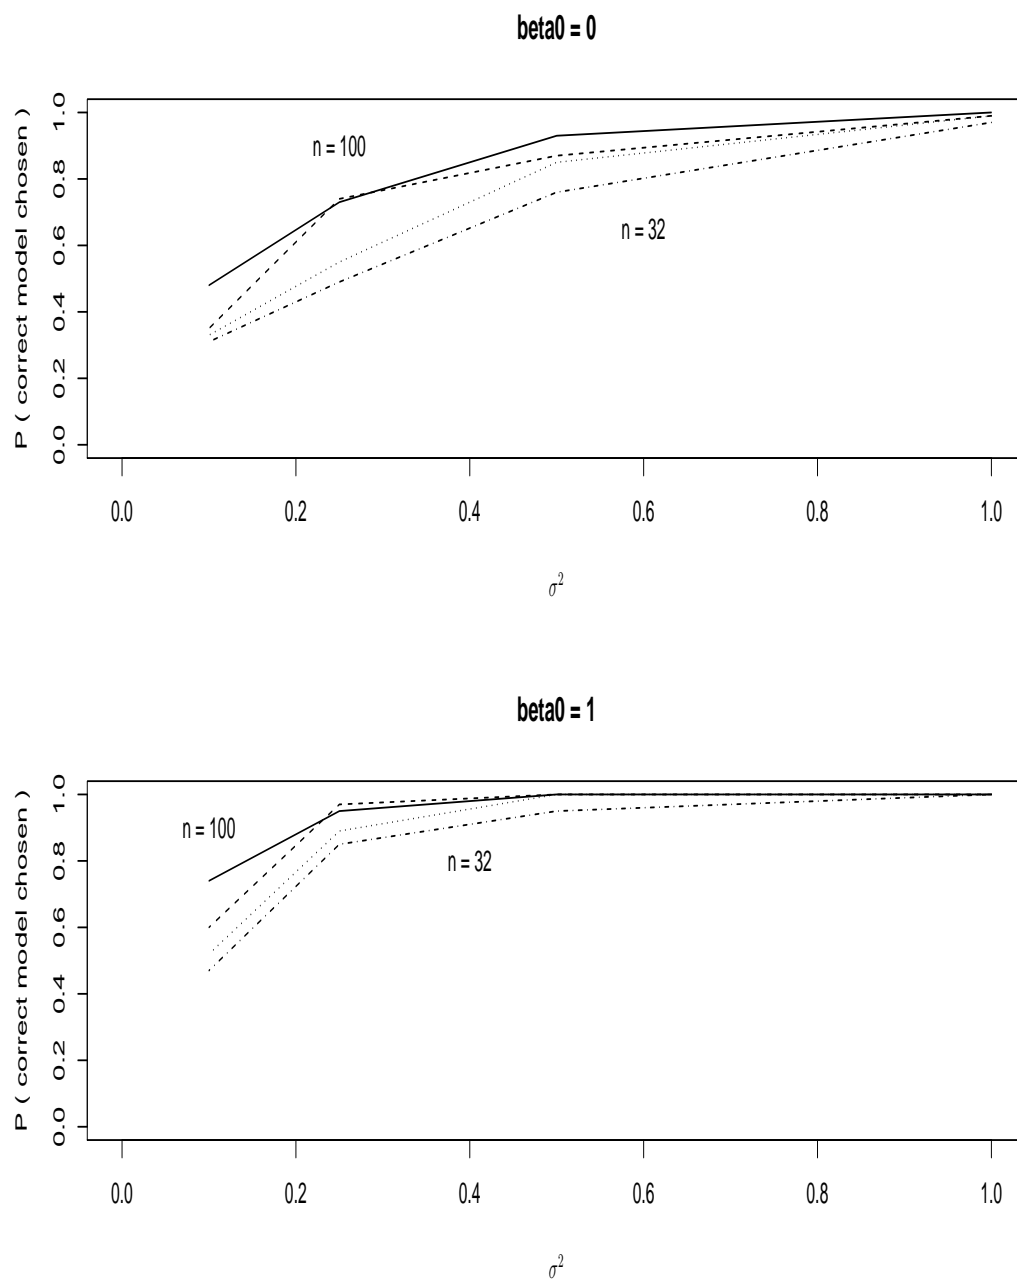 beta0 = 0
P ( correct model chosen )
1.0
0.8
0.6
0.4
0.2
0.0
n = 100
n = 32
0.0 0.2 0.4 0.6 0.8 1.0
σ²
beta0 = 1
P ( correct model chosen )
1.0
0.8
0.6
0.4
0.2
0.0
n = 100
n = 32
0.0 0.2 0.4 0.6 0.8 1.0
σ²